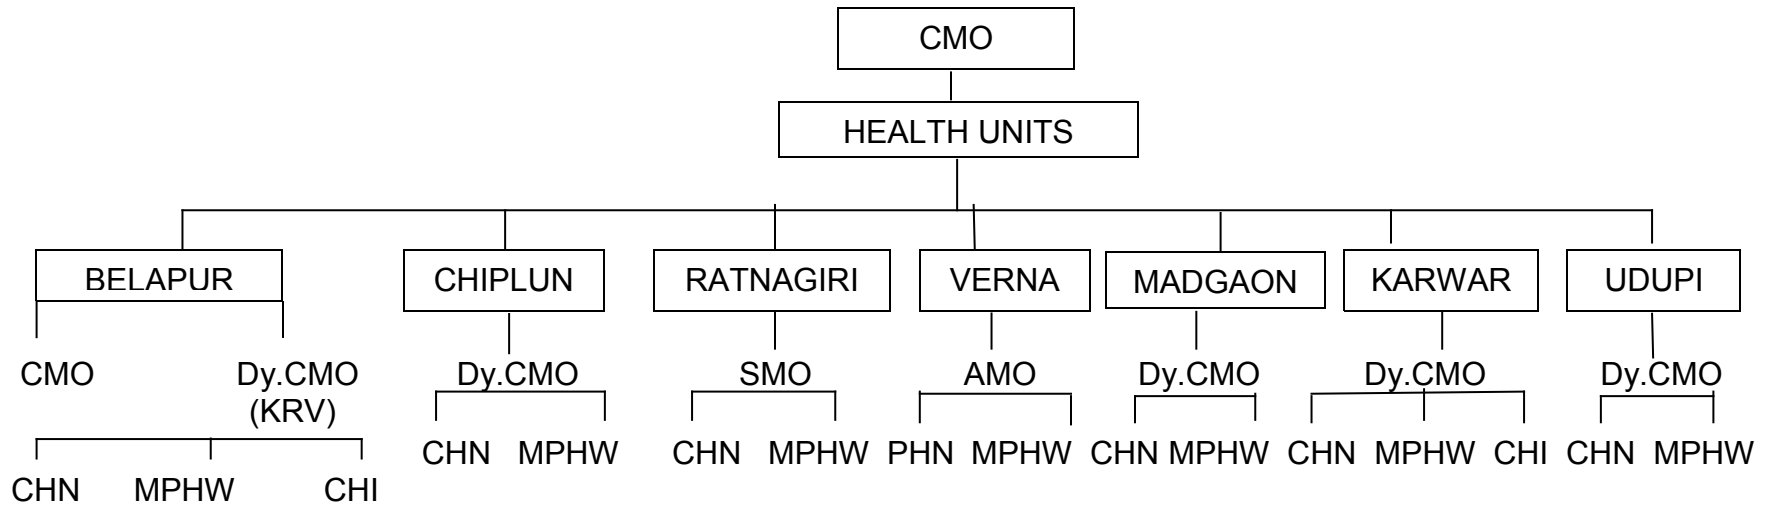 CMO
HEALTH UNITS
BELAPUR CHIPLUN RATNAGIRI VERNA MADGAON KARWAR UDUPI
CMO Dy.CMO Dy.CMO SMO AMO Dy.CMO Dy.CMO Dy.CMO
(KRV)
CHN MPHW CHN MPHW PHN MPHW CHN MPHW CHN MPHW CHI CHN MPHW
CHN MPHW CHI